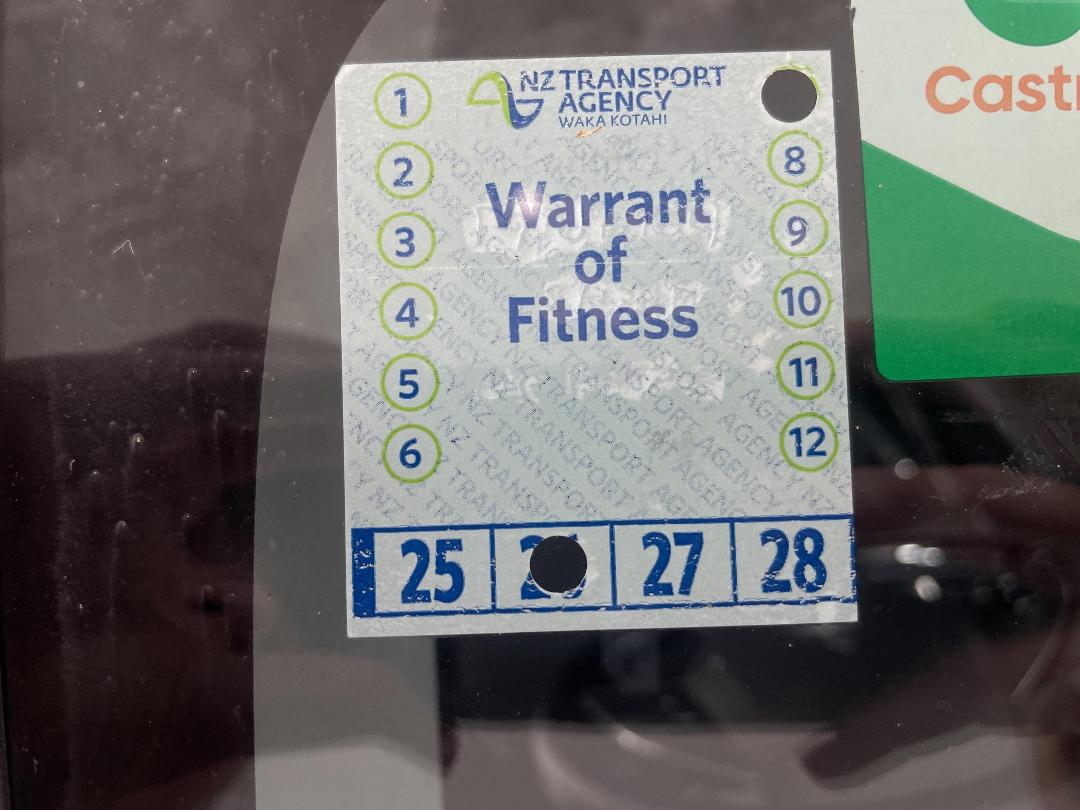 NZ TRANSPORT
AGENCY
WAKA KOTAHI
Warrant
of
Fitness
1
2
3
4
5
6
8
9
10
11
12
25
27
28